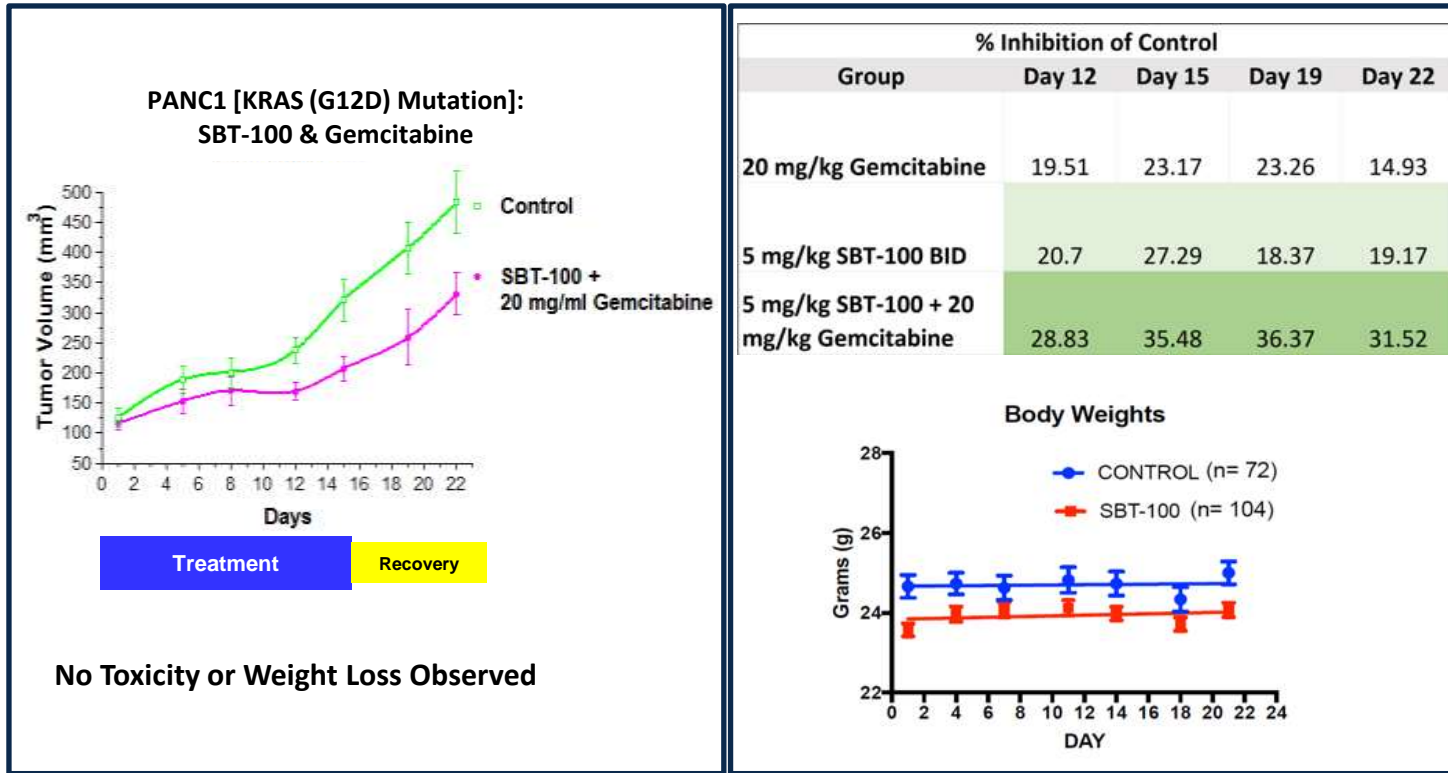 PANC1 [KRAS (G12D) Mutation]:
SBT-100 & Gemcitabine
500
450
400
350
300
250
200
150
100
50
Tumor Volume (mm³)
Control
SBT-100 +
20 mg/ml Gemcitabine
0 2 4 6 8 10 12 14 16 18 20 22
Days
Treatment
Recovery
No Toxicity or Weight Loss Observed
% Inhibition of Control
Group Day 12 Day 15 Day 19 Day 22
20 mg/kg Gemcitabine 19.51 23.17 23.26 14.93
5 mg/kg SBT-100 BID 20.7 27.29 18.37 19.17
5 mg/kg SBT-100 + 20
mg/kg Gemcitabine 28.83 35.48 36.37 31.52
Body Weights
28
26
24
22
Grams (g)
CONTROL (n= 72)
SBT-100 (n= 104)
0 2 4 6 8 10 12 14 16 18 20 22 24
DAY